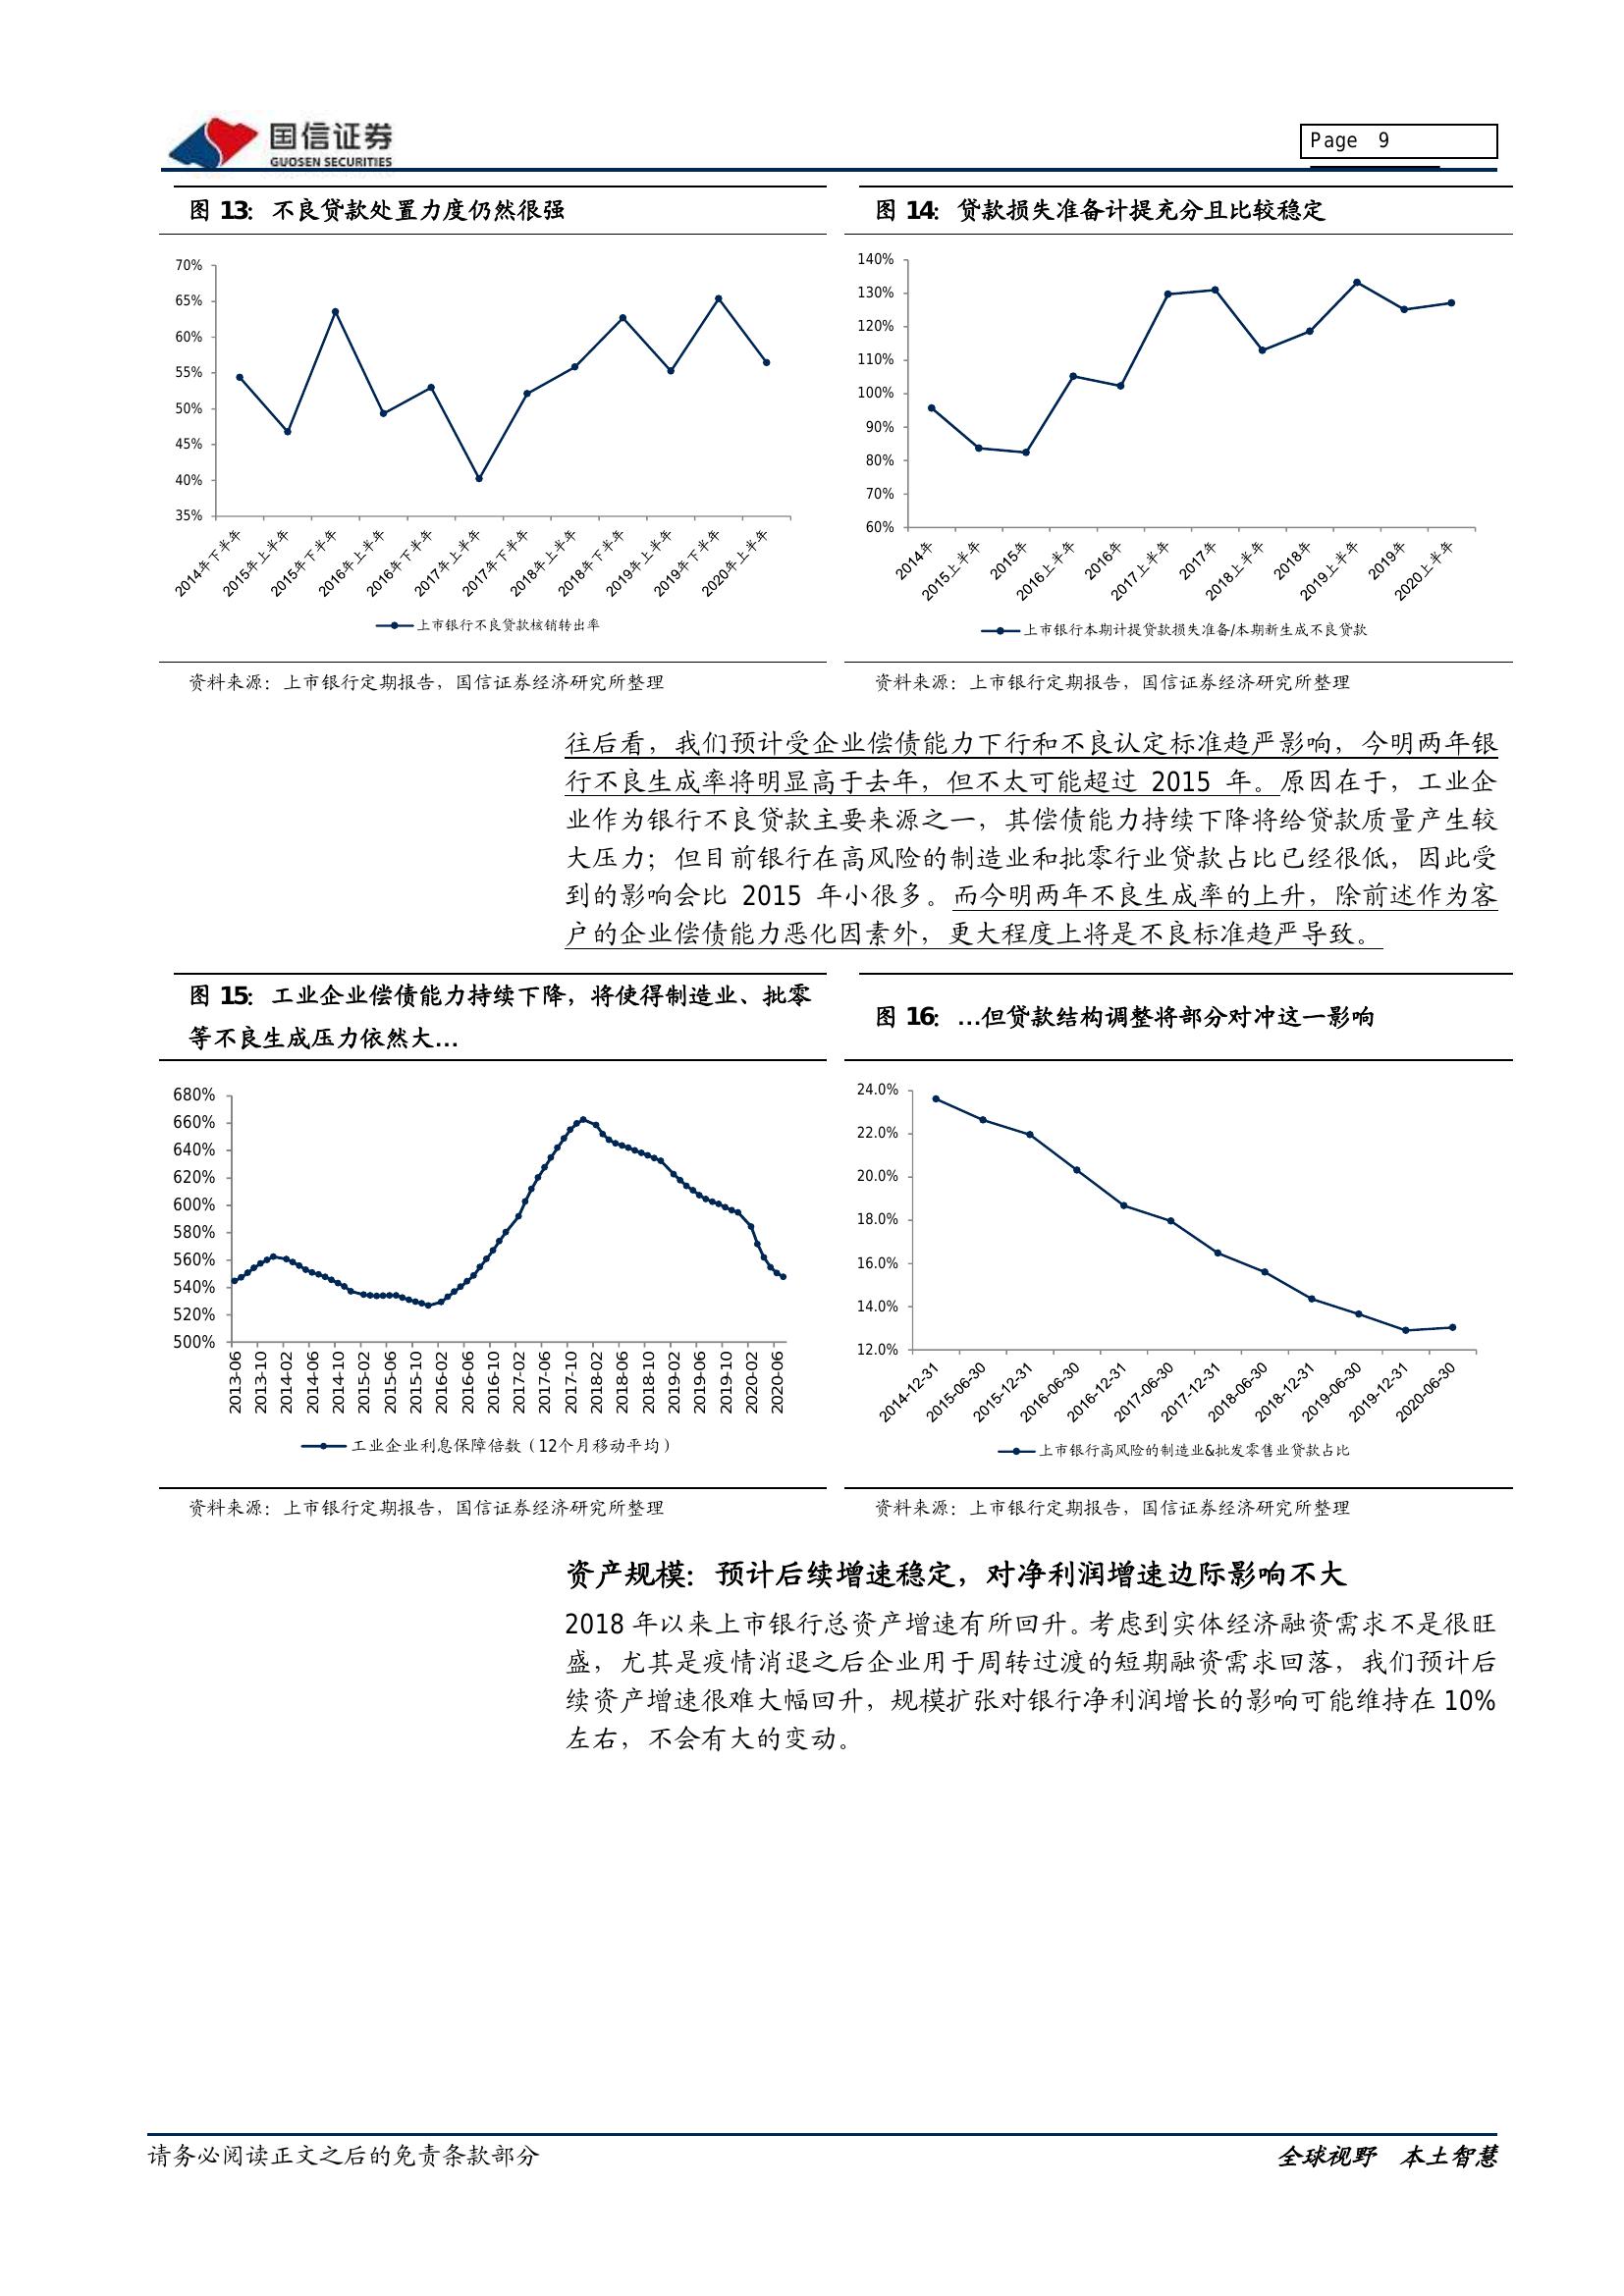 国信证券
GUOSEN SECURITIES
Page 9
图 13: 不良贷款处置力度仍然很强
70%
65%
60%
55%
50%
45%
40%
35%
2014年下半年
2015年上半年
2015年下半年
2016年上半年
2016年下半年
2017年上半年
2017年下半年
2018年上半年
2018年下半年
2019年上半年
2019年下半年
2020年上半年
上市银行不良贷款核销转出率
资料来源：上市银行定期报告，国信证券经济研究所整理
图 14: 贷款损失准备计提充分且比较稳定
140%
130%
120%
110%
100%
90%
80%
70%
60%
2014年
2015上半年
2015年
2016上半年
2016年
2017上半年
2017年
2018上半年
2018年
2019上半年
2019年
2020上半年
上市银行本期计提贷款损失准备/本期新生成不良贷款
资料来源：上市银行定期报告，国信证券经济研究所整理
往后看，我们预计受企业偿债能力下行和不良认定标准趋严影响，今明两年银
行不良生成率将明显高于去年，但不太可能超过 2015 年。原因在于，工业企
业作为银行不良贷款主要来源之一，其偿债能力持续下降将给贷款质量产生较
大压力；但目前银行在高风险的制造业和批零行业贷款占比已经很低，因此受
到的影响会比 2015 年小很多。而今明两年不良生成率的上升，除前述作为客
户的企业偿债能力恶化因素外，更大程度上将是不良标准趋严导致。
图 15: 工业企业偿债能力持续下降，将使得制造业、批零
等不良生成压力依然大...
680%
660%
640%
620%
600%
580%
560%
540%
520%
500%
2013-06
2013-10
2014-02
2014-06
2014-10
2015-02
2015-06
2015-10
2016-02
2016-06
2016-10
2017-02
2017-06
2017-10
2018-02
2018-06
2018-10
2019-02
2019-06
2019-10
2020-02
2020-06
工业企业利息保障倍数（12个月移动平均）
资料来源：上市银行定期报告，国信证券经济研究所整理
图 16: ...但贷款结构调整将部分对冲这一影响
24.0%
22.0%
20.0%
18.0%
16.0%
14.0%
12.0%
2014-12-31
2015-06-30
2015-12-31
2016-06-30
2016-12-31
2017-06-30
2017-12-31
2018-06-30
2018-12-31
2019-06-30
2019-12-31
2020-06-30
上市银行高风险的制造业&批发零售业贷款占比
资料来源：上市银行定期报告，国信证券经济研究所整理
资产规模：预计后续增速稳定，对净利润增速边际影响不大
2018 年以来上市银行总资产增速有所回升。考虑到实体经济融资需求不是很旺
盛，尤其是疫情消退之后企业用于周转过渡的短期融资需求回落，我们预计后
续资产增速很难大幅回升，规模扩张对银行净利润增长的影响可能维持在 10%
左右，不会有大的变动。
请务必阅读正文之后的免责条款部分
全球视野 本土智慧